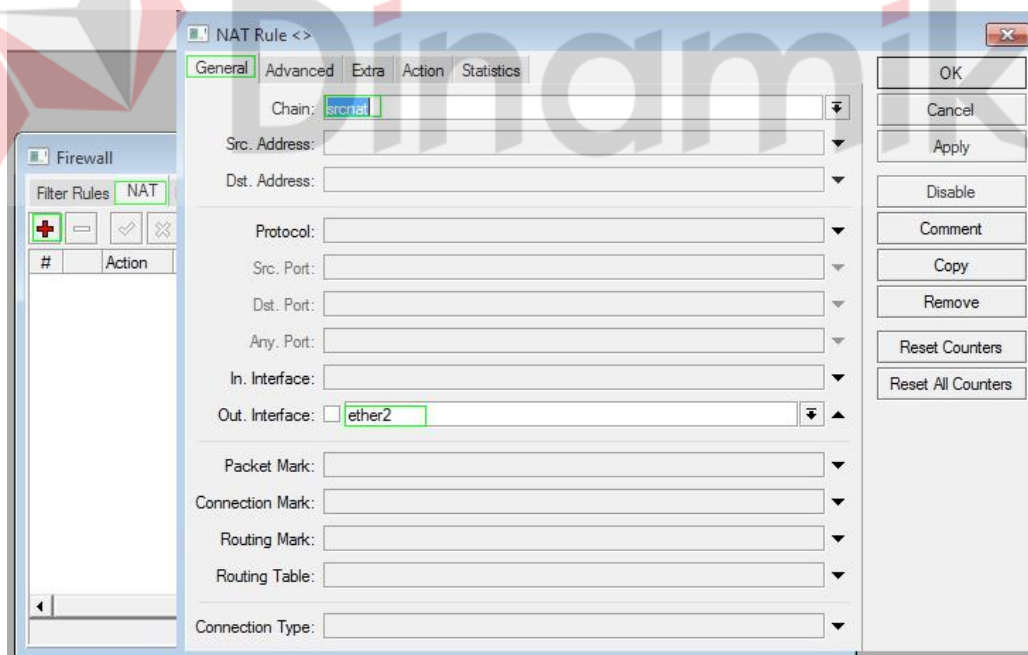 Dinamik
NAT Rule <>
General Advanced Extra Action Statistics
Chain: srcnat
Src. Address:
Dst. Address:
Protocol:
Src. Port:
Dst. Port:
Any. Port:
In. Interface:
Out. Interface: ether2
Packet Mark:
Connection Mark:
Routing Mark:
Routing Table:
Connection Type:
OK
Cancel
Apply
Disable
Comment
Copy
Remove
Reset Counters
Reset All Counters
Firewall
Filter Rules NAT
# Action